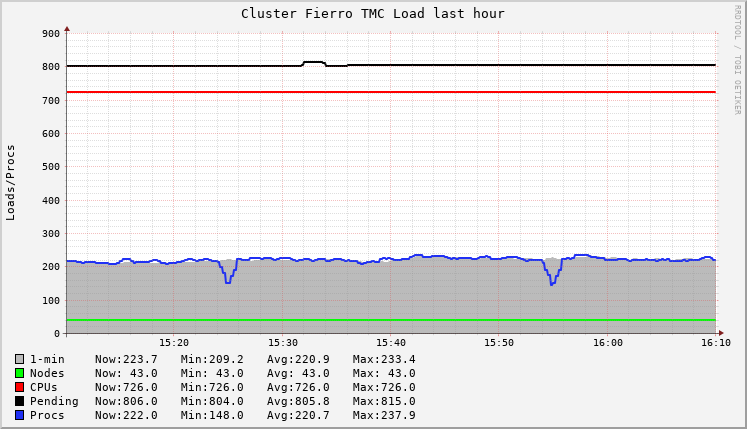 Cluster Fierro TMC Load last hour
RRDTOOL / TOBI OETIKER
Loads/Procs
900
800
700
600
500
400
300
200
100
0
15:20 15:30 15:40 15:50 16:00 16:10
1-min Now:223.7 Min:209.2 Avg:220.9 Max:233.4
Nodes Now: 43.0 Min: 43.0 Avg: 43.0 Max: 43.0
CPUs Now:726.0 Min:726.0 Avg:726.0 Max:726.0
Pending Now:806.0 Min:804.0 Avg:805.8 Max:815.0
Procs Now:222.0 Min:148.0 Avg:220.7 Max:237.9